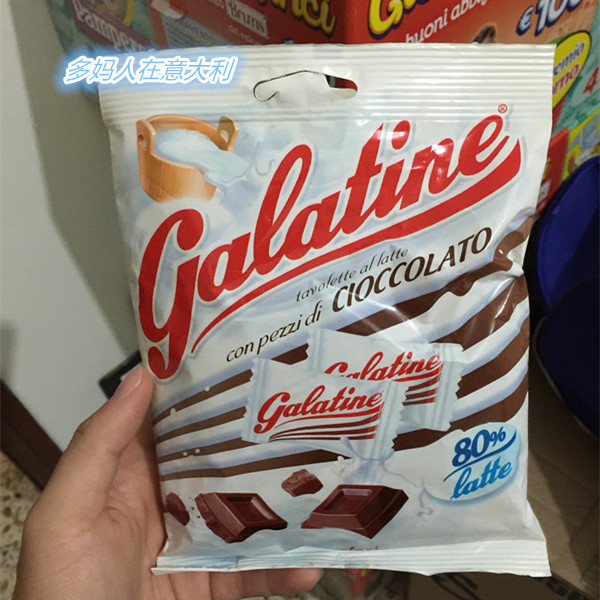 Pampers
buoni
€100
多妈人在意大利
Galatine®
tavolette al latte
con pezzi di CIOCCOLATO
Galatine
Galatine
80%
latte